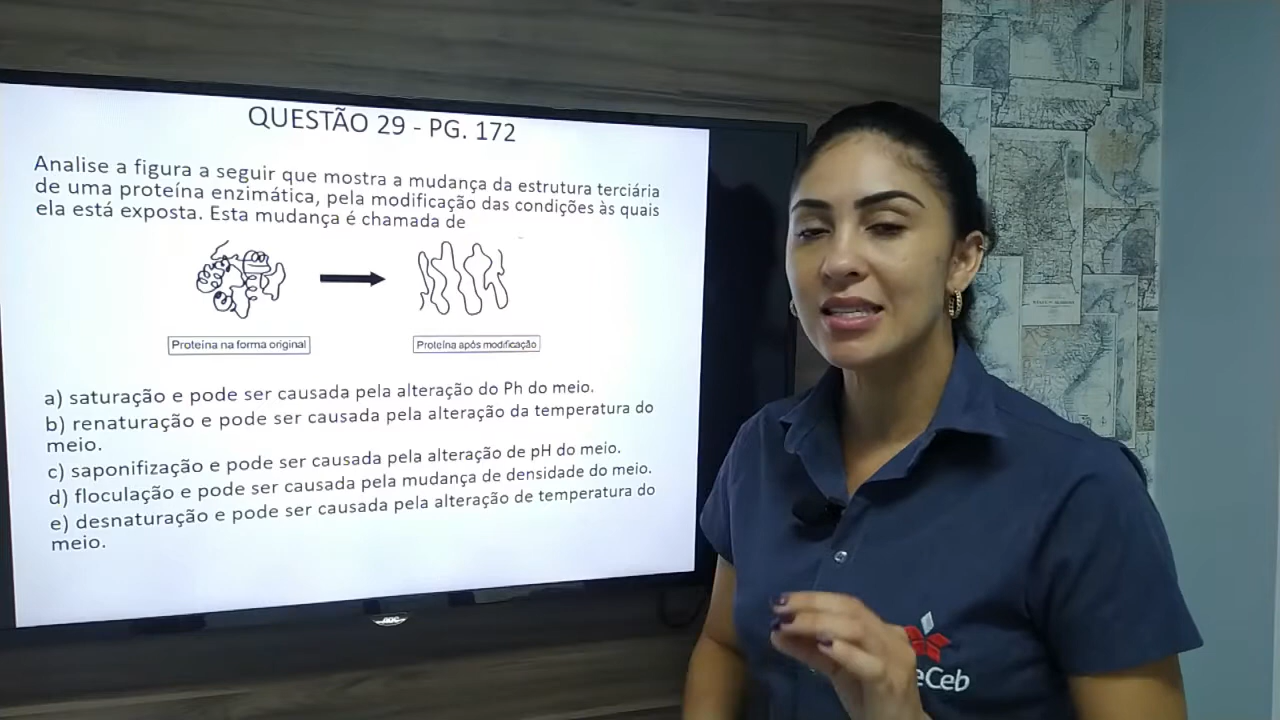 QUESTÃO 29 - PG. 172
Analise a figura a seguir que mostra a mudança da estrutura terciária
de uma proteína enzimática, pela modificação das condições às quais
ela está exposta. Esta mudança é chamada de
Proteína na forma original
Proteína após modificação
a) saturação e pode ser causada pela alteração do Ph do meio.
b) renaturação e pode ser causada pela alteração da temperatura do
meio.
c) saponifização e pode ser causada pela alteração de pH do meio.
d) floculação e pode ser causada pela mudança de densidade do meio.
e) desnaturação e pode ser causada pela alteração de temperatura do
meio.
AOC
eCeb